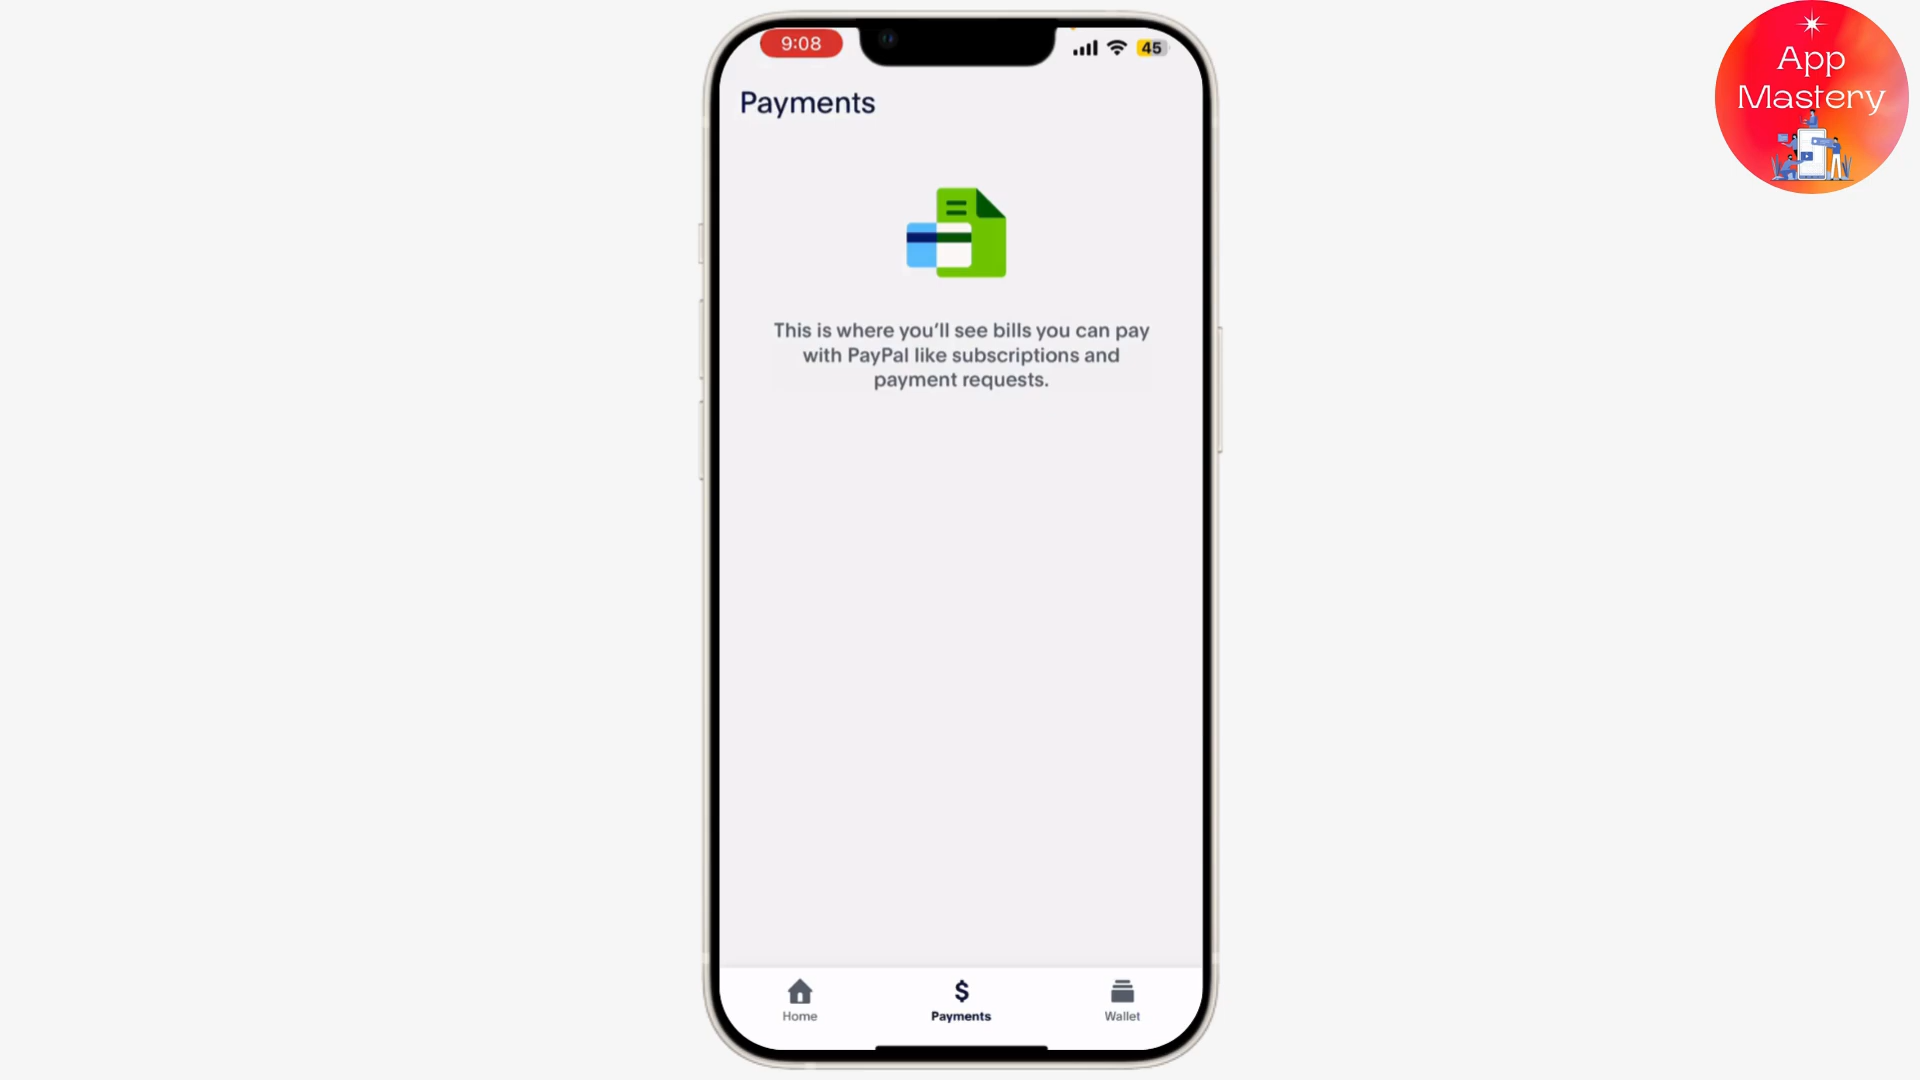 9:08
45
App
Mastery
Payments
This is where you'll see bills you can pay
with PayPal like subscriptions and
payment requests.
Home
Payments
Wallet